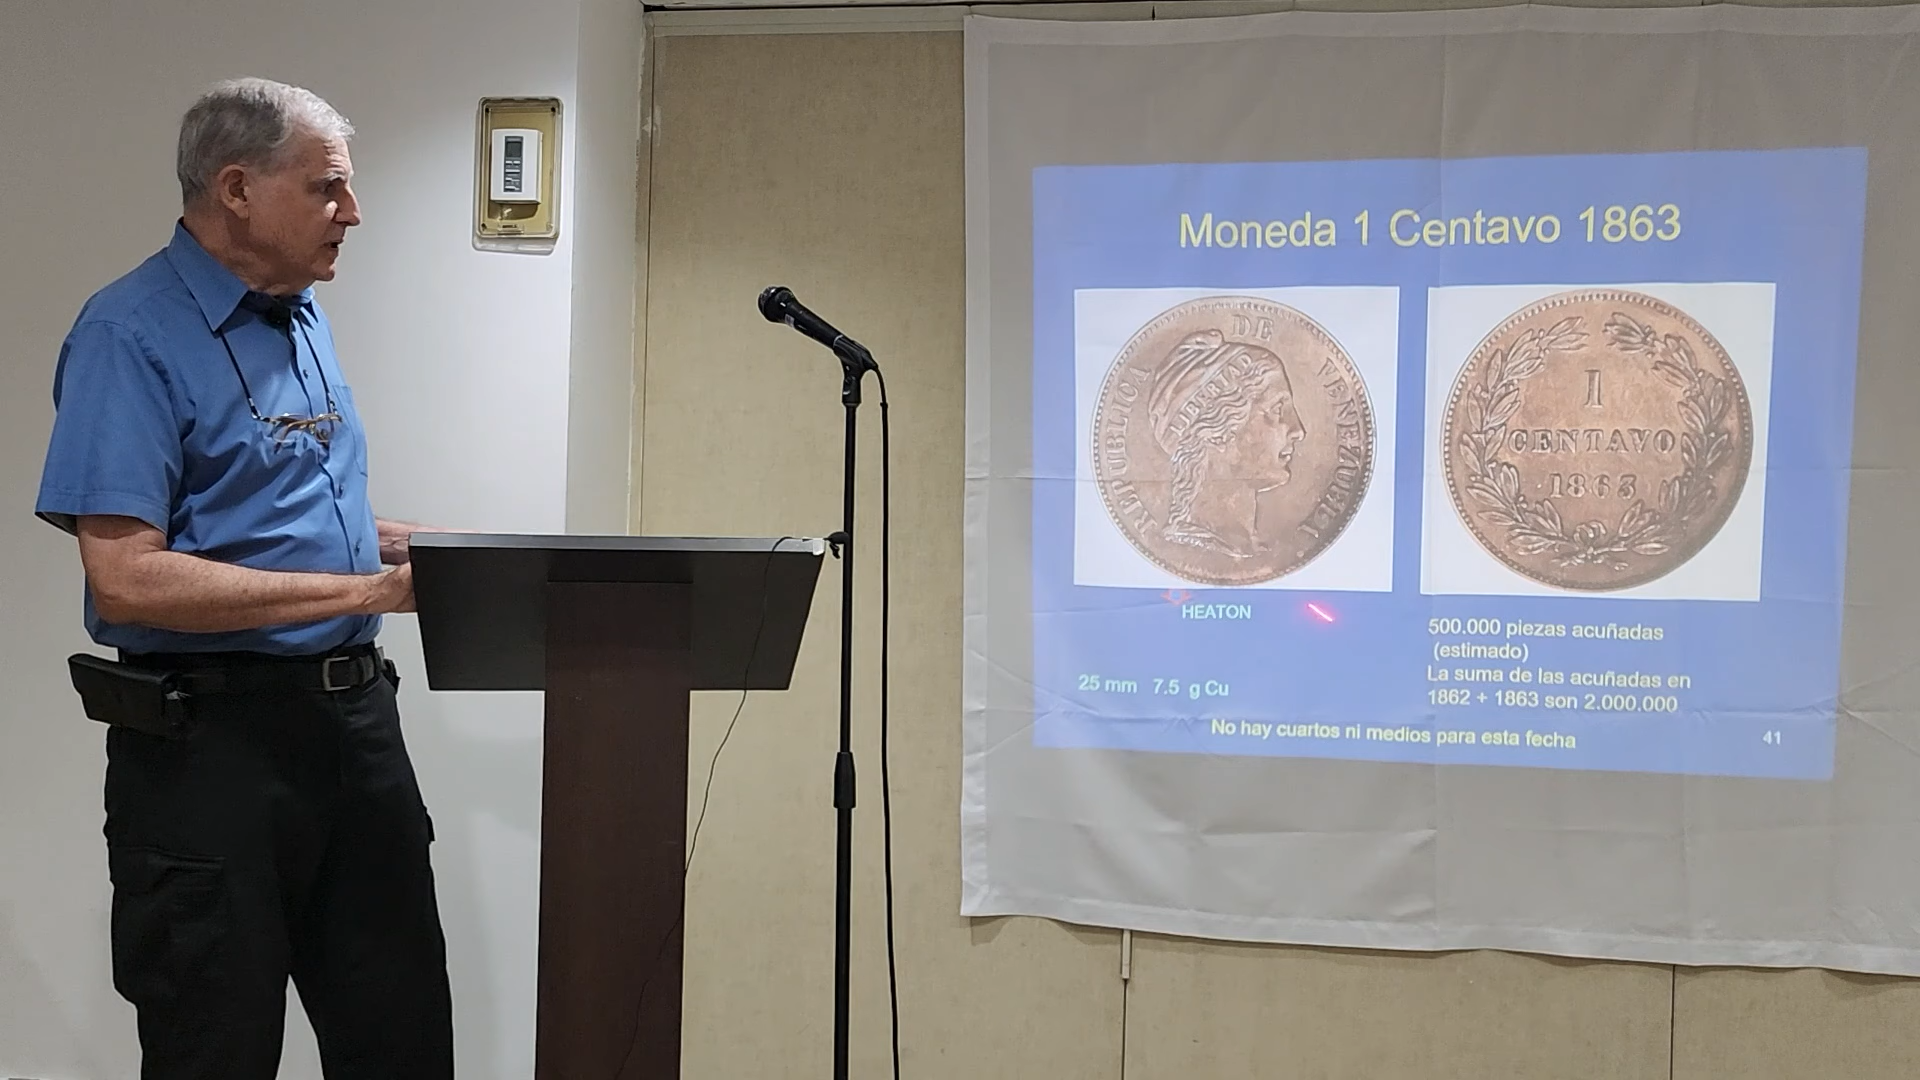 Moneda 1 Centavo 1863
REPUBLICA DE VENEZUELA
LIBERTAD
1
CENTAVO
1863
HEATON
25 mm 7.5 g Cu
500.000 piezas acuñadas
(estimado)
La suma de las acuñadas en
1862 + 1863 son 2.000.000
No hay cuartos ni medios para esta fecha
41